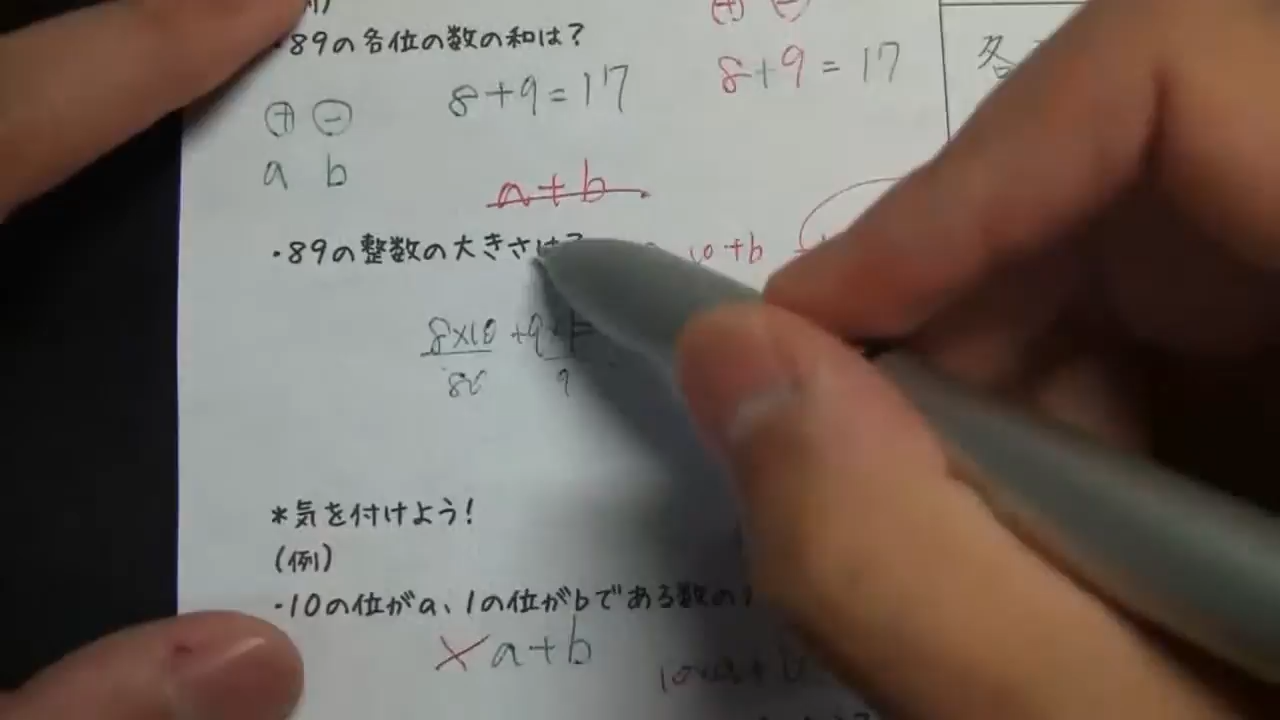 ・89の各位の数の和は?
8+9=17
8+9=17
各
+ -
a b
a+b
・89の整数の大きさは?
10+b
8×10 +9
80 9
*気を付けよう!
(例)
・10の位がa、1の位がbである数の
×a+b